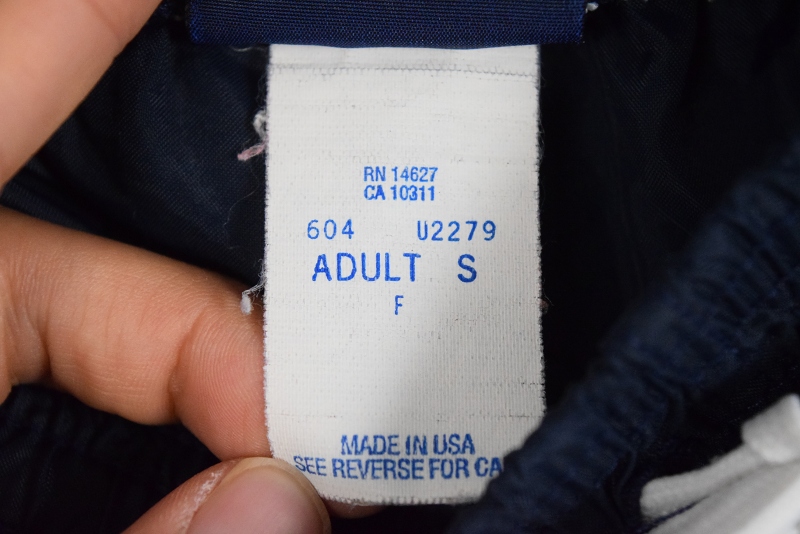 RN 14627
CA 10311
604 U2279
ADULT S
F
MADE IN USA
SEE REVERSE FOR CA